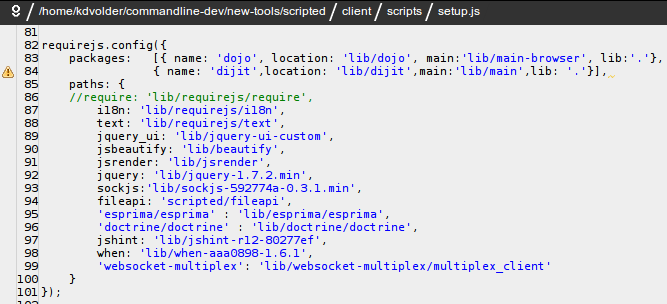 /home/kdvolder/commandline-dev/new-tools/scripted / client / scripts / setup.js
81
82 requirejs.config({
83 packages: [{ name: 'dojo', location: 'lib/dojo', main:'lib/main-browser', lib:'.'},
84 { name: 'dijit',location: 'lib/dijit',main:'lib/main',lib: '.'}],
85 paths: {
86 //require: 'lib/requirejs/require',
87 i18n: 'lib/requirejs/i18n',
88 text: 'lib/requirejs/text',
89 jquery_ui: 'lib/jquery-ui-custom',
90 jsbeautify: 'lib/beautify',
91 jsrender: 'lib/jsrender',
92 jquery: 'lib/jquery-1.7.2.min',
93 sockjs:'lib/sockjs-592774a-0.3.1.min',
94 fileapi: 'scripted/fileapi',
95 'esprima/esprima' : 'lib/esprima/esprima',
96 'doctrine/doctrine' : 'lib/doctrine/doctrine',
97 jshint: 'lib/jshint-r12-80277ef',
98 when: 'lib/when-aaa0898-1.6.1',
99 'websocket-multiplex': 'lib/websocket-multiplex/multiplex_client'
100 }
101 });